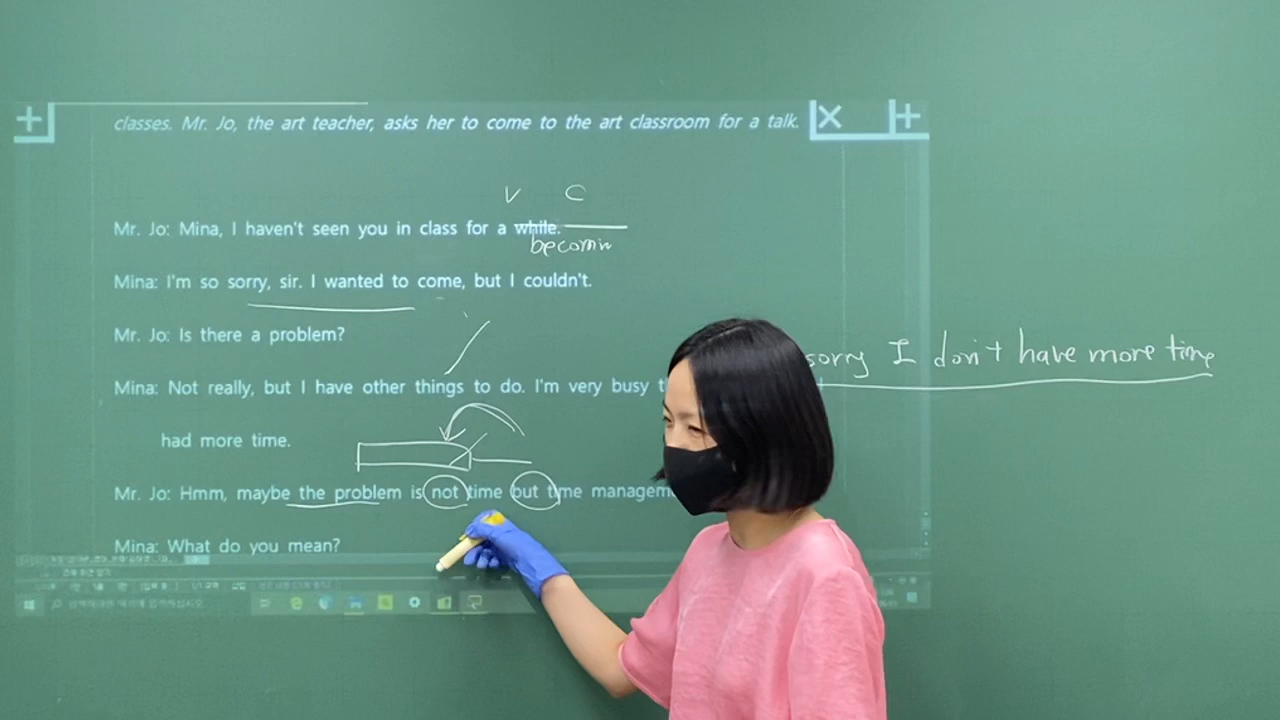 classes. Mr. Jo, the art teacher, asks her to come to the art classroom for a talk.
V C
Mr. Jo: Mina, I haven't seen you in class for a while.
becomin
Mina: I'm so sorry, sir. I wanted to come, but I couldn't.
Mr. Jo: Is there a problem?
sorry I don't have more time
Mina: Not really, but I have other things to do. I'm very busy
had more time.
Mr. Jo: Hmm, maybe the problem is not time but time managem
Mina: What do you mean?